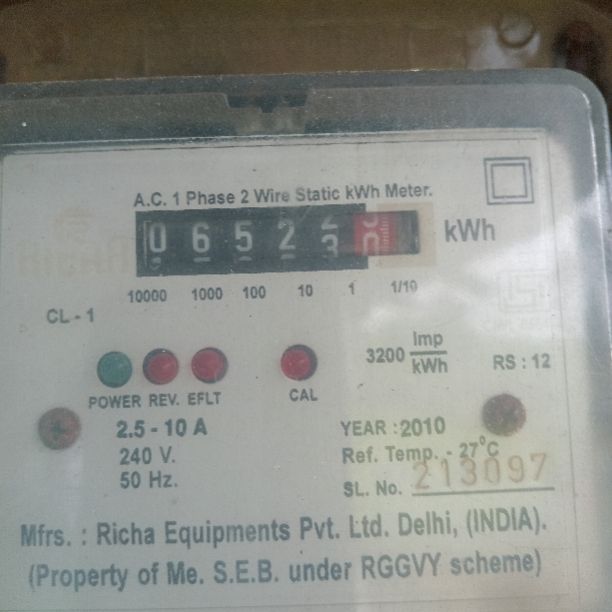 A.C. 1 Phase 2 Wire Static kWh Meter.
0 6 5 2 3 0 kWh
10000 1000 100 10 1 1/10
CL - 1
3200 Imp/kWh
RS : 12
POWER REV. EFLT CAL
2.5 - 10 A
240 V.
50 Hz.
YEAR : 2010
Ref. Temp. - 27°C
SL. No. 213097
Mfrs. : Richa Equipments Pvt. Ltd. Delhi, (INDIA).
(Property of Me. S.E.B. under RGGVY scheme)